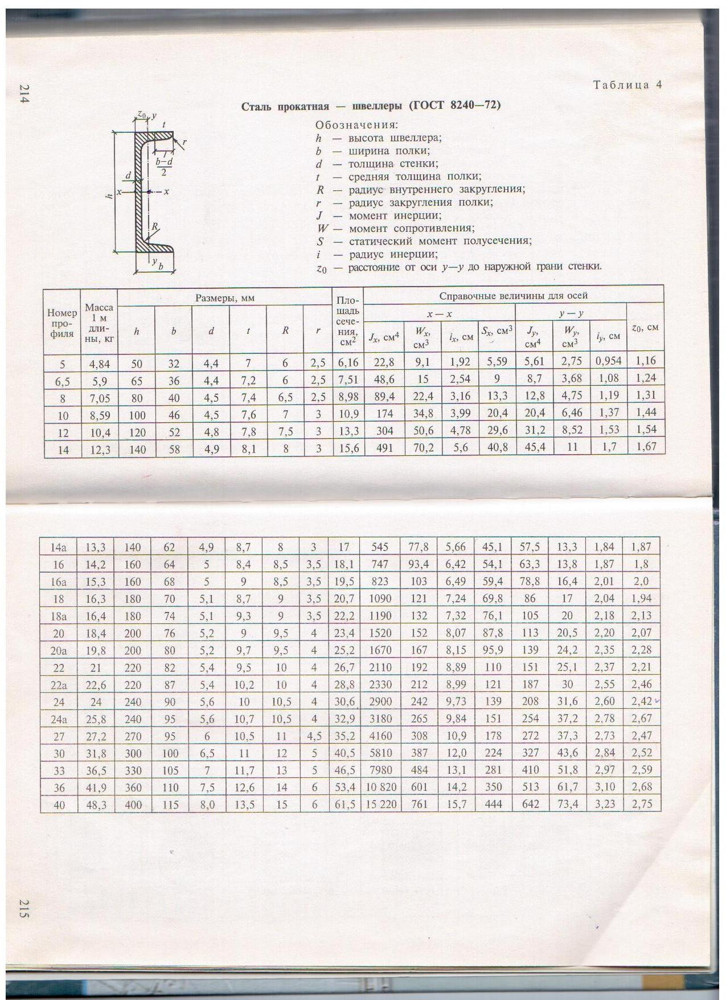 214
Таблица 4
Сталь прокатная — швеллеры (ГОСТ 8240—72)
z0 y
t
r
b–d
2
d
x x
h
R
y
b
Обозначения:
h — высота швеллера;
b — ширина полки;
d — толщина стенки;
t — средняя толщина полки;
R — радиус внутреннего закругления;
r — радиус закругления полки;
J — момент инерции;
W — момент сопротивления;
S — статический момент полусечения;
i — радиус инерции;
z0 — расстояние от оси y—y до наружной грани стенки.
Номер про-филя Масса 1 м дли-ны, кг Размеры, мм Пло-щадь сече-ния, см2 Справочные величины для осей
x — x y — y z0, см
h b d t R r Jx, см4 Wx, см3 ix, см Sx, см3 Jy, см4 Wy, см3 iy, см
5 4,84 50 32 4,4 7 6 2,5 6,16 22,8 9,1 1,92 5,59 5,61 2,75 0,954 1,16
6,5 5,9 65 36 4,4 7,2 6 2,5 7,51 48,6 15 2,54 9 8,7 3,68 1,08 1,24
8 7,05 80 40 4,5 7,4 6,5 2,5 8,98 89,4 22,4 3,16 13,3 12,8 4,75 1,19 1,31
10 8,59 100 46 4,5 7,6 7 3 10,9 174 34,8 3,99 20,4 20,4 6,46 1,37 1,44
12 10,4 120 52 4,8 7,8 7,5 3 13,3 304 50,6 4,78 29,6 31,2 8,52 1,53 1,54
14 12,3 140 58 4,9 8,1 8 3 15,6 491 70,2 5,6 40,8 45,4 11 1,7 1,67
14а 13,3 140 62 4,9 8,7 8 3 17 545 77,8 5,66 45,1 57,5 13,3 1,84 1,87
16 14,2 160 64 5 8,4 8,5 3,5 18,1 747 93,4 6,42 54,1 63,3 13,8 1,87 1,8
16а 15,3 160 68 5 9 8,5 3,5 19,5 823 103 6,49 59,4 78,8 16,4 2,01 2,0
18 16,3 180 70 5,1 8,7 9 3,5 20,7 1090 121 7,24 69,8 86 17 2,04 1,94
18а 16,4 180 74 5,1 9,3 9 3,5 22,2 1190 132 7,32 76,1 105 20 2,18 2,13
20 18,4 200 76 5,2 9 9,5 4 23,4 1520 152 8,07 87,8 113 20,5 2,20 2,07
20а 19,8 200 80 5,2 9,7 9,5 4 25,2 1670 167 8,15 95,9 139 24,2 2,35 2,28
22 21 220 82 5,4 9,5 10 4 26,7 2110 192 8,89 110 151 25,1 2,37 2,21
22а 22,6 220 87 5,4 10,2 10 4 28,8 2330 212 8,99 121 187 30 2,55 2,46
24 24 240 90 5,6 10 10,5 4 30,6 2900 242 9,73 139 208 31,6 2,60 2,42
24а 25,8 240 95 5,6 10,7 10,5 4 32,9 3180 265 9,84 151 254 37,2 2,78 2,67
27 27,2 270 95 6 10,5 11 4,5 35,2 4160 308 10,9 178 272 37,3 2,73 2,47
30 31,8 300 100 6,5 11 12 5 40,5 5810 387 12,0 224 327 43,6 2,84 2,52
33 36,5 330 105 7 11,7 13 5 46,5 7980 484 13,1 281 410 51,8 2,97 2,59
36 41,9 360 110 7,5 12,6 14 6 53,4 10 820 601 14,2 350 513 61,7 3,10 2,68
40 48,3 400 115 8,0 13,5 15 6 61,5 15 220 761 15,7 444 642 73,4 3,23 2,75
215